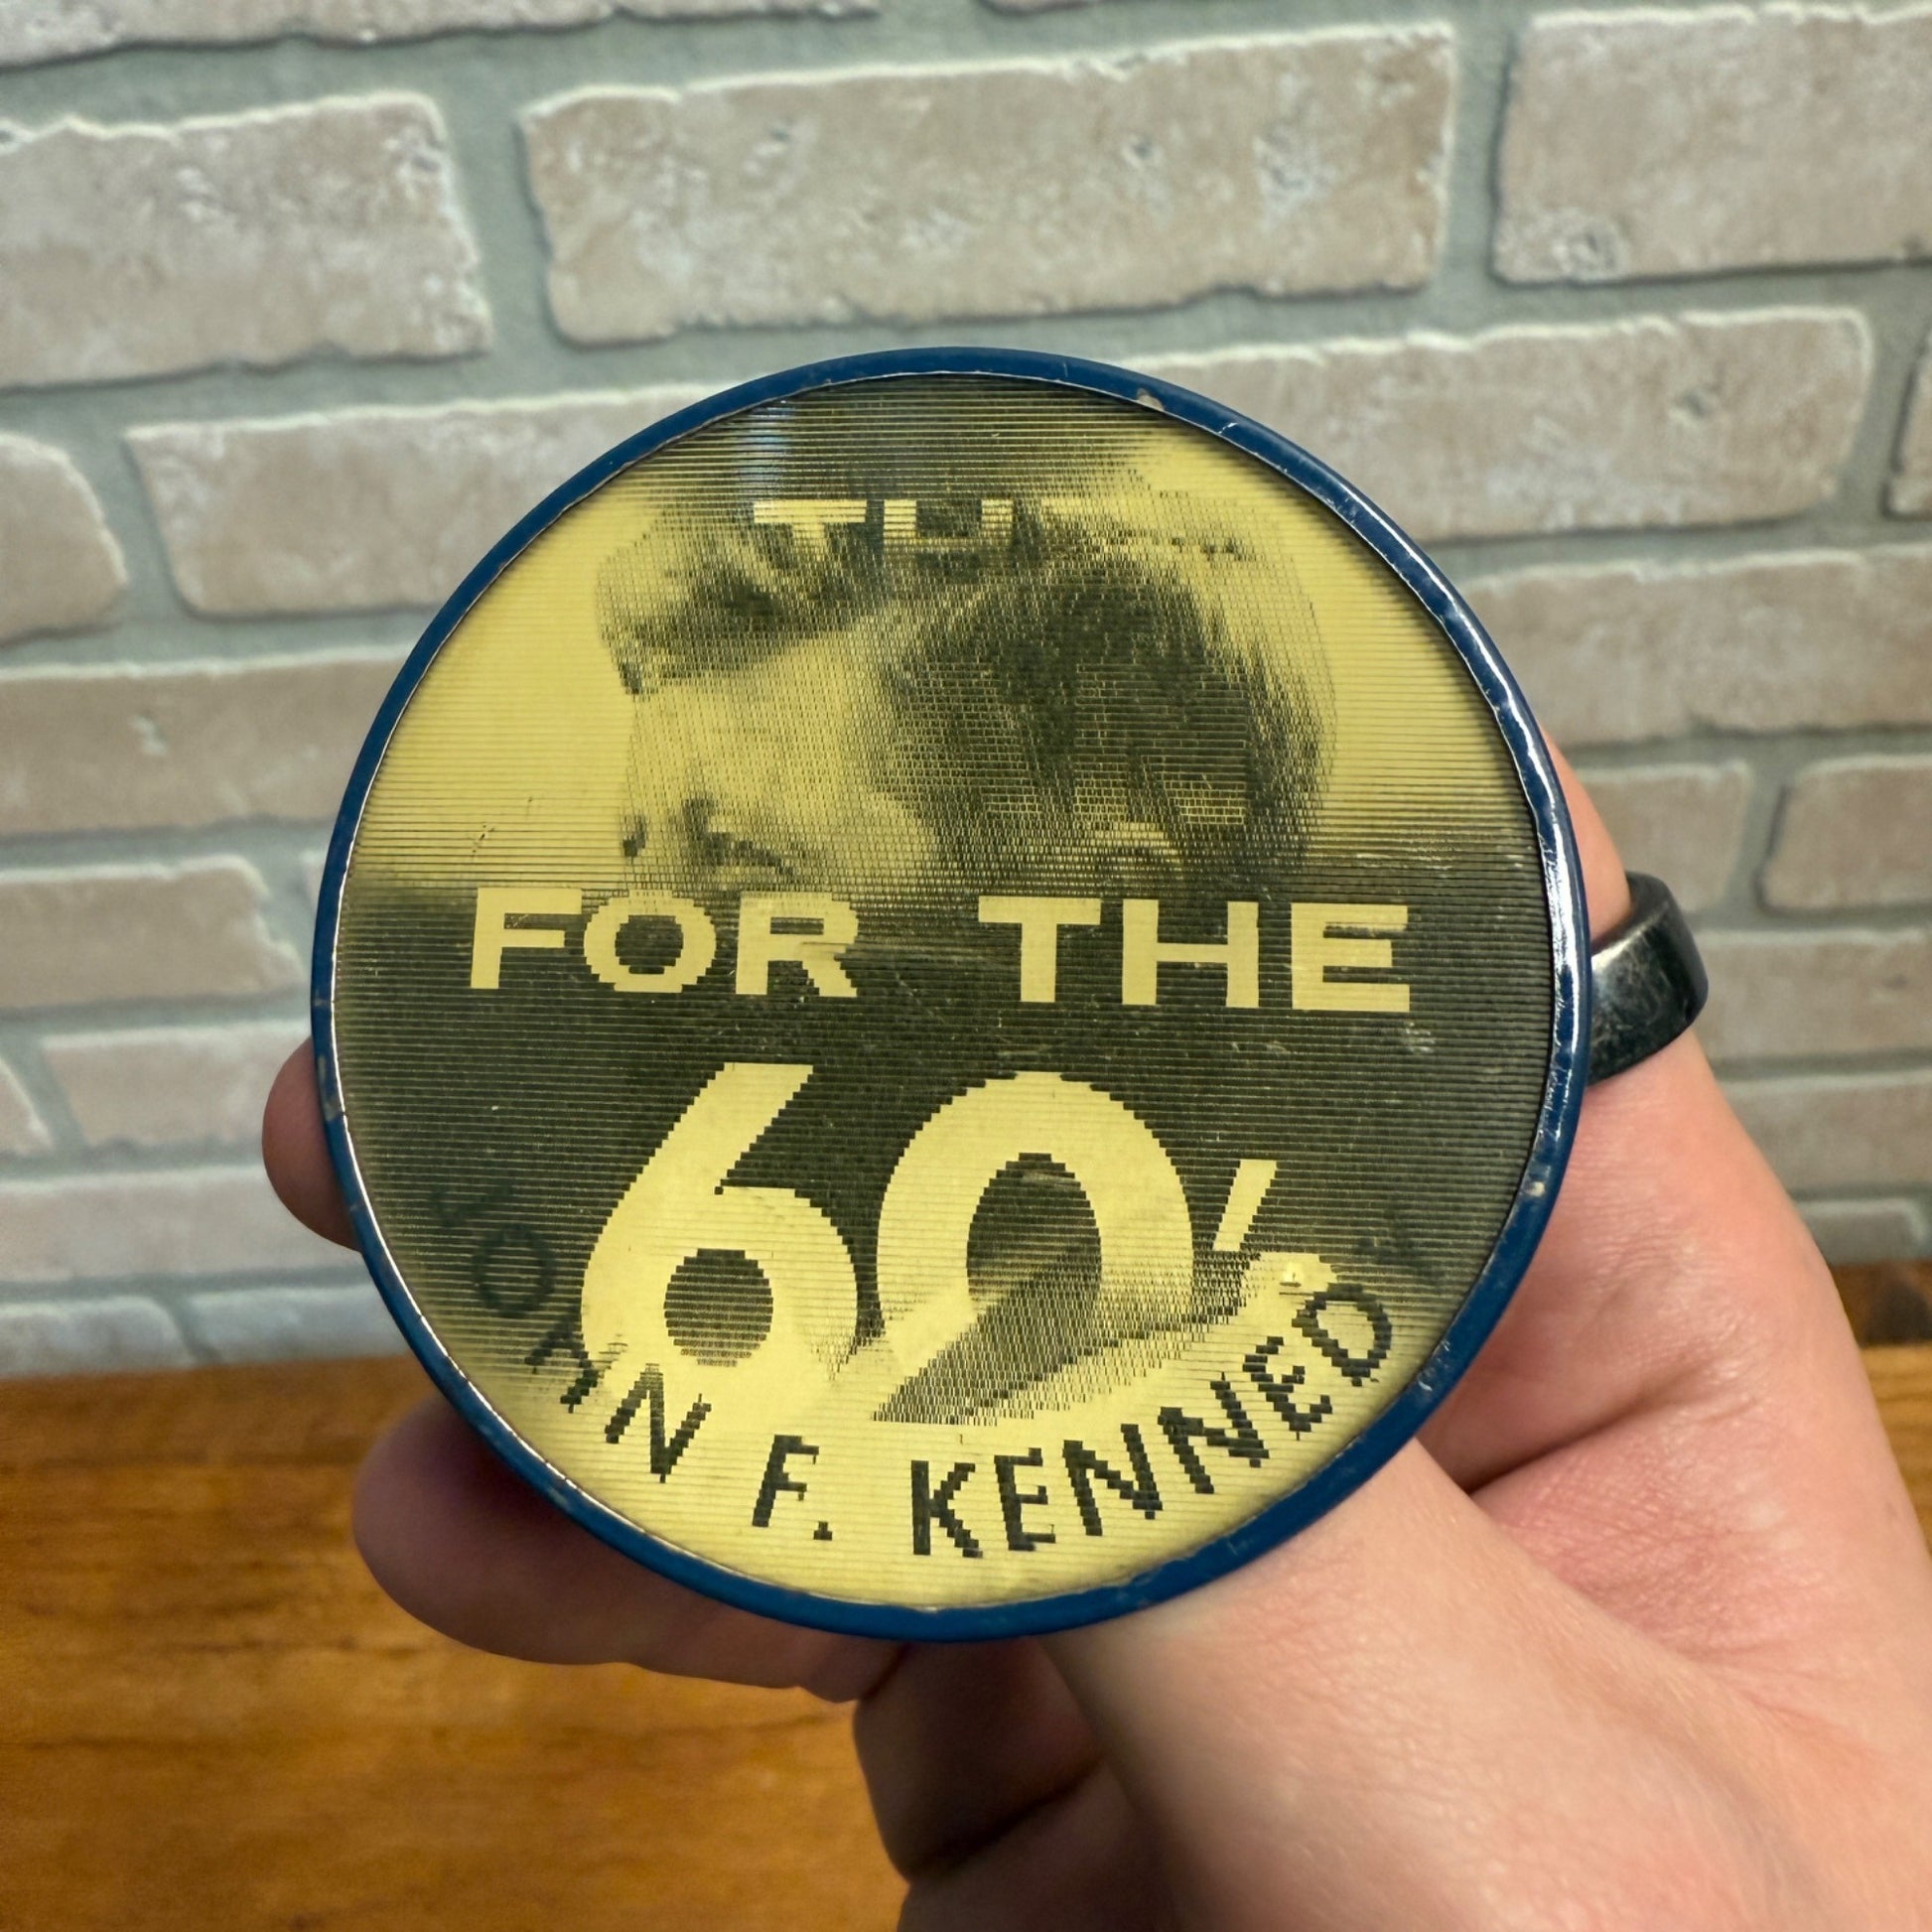 FOR THE
60's
JOHN F. KENNEDY